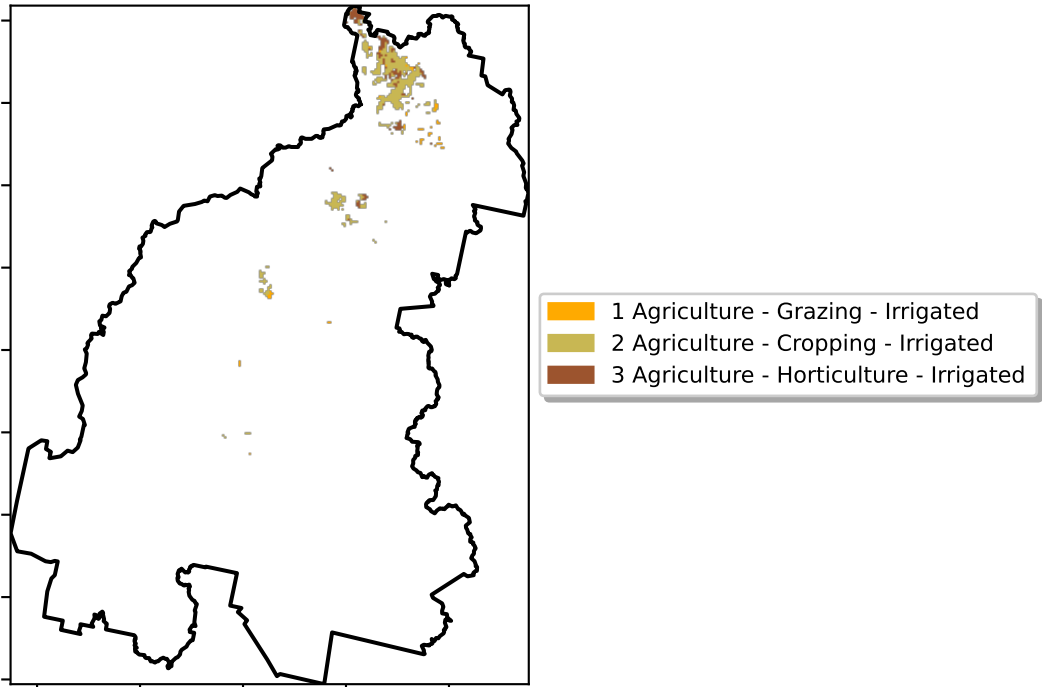 1 Agriculture - Grazing - Irrigated
2 Agriculture - Cropping - Irrigated
3 Agriculture - Horticulture - Irrigated